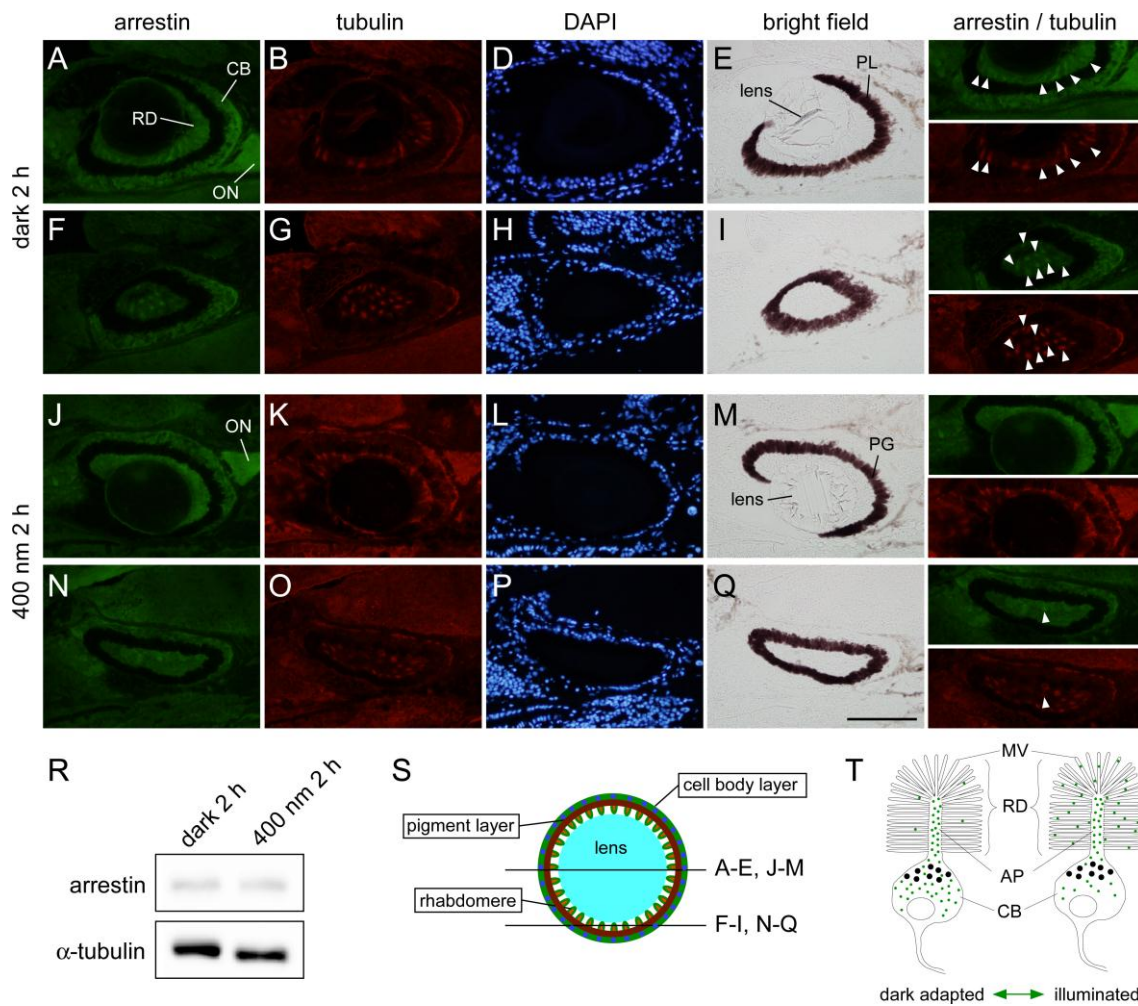 arrestin tubulin DAPI bright field arrestin / tubulin
dark 2 h
A CB RD ON B D E lens PL
F G H I
400 nm 2 h
J ON K L M PG lens
N O P Q
R
dark 2 h 400 nm 2 h
arrestin
α-tubulin
S
cell body layer
pigment layer
lens
A-E, J-M
rhabdomere
F-I, N-Q
T
MV
RD
AP
CB
dark adapted illuminated